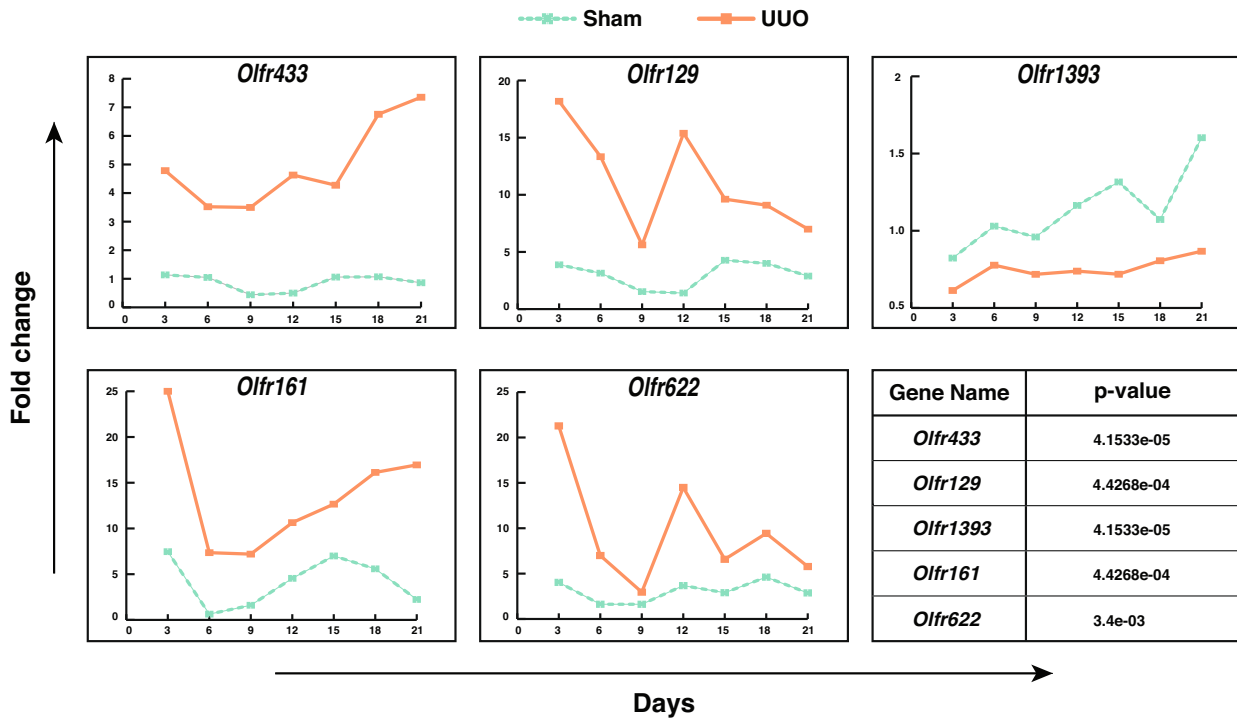 Sham UUO
Olfr433
8
7
6
5
4
3
2
1
0
0 3 6 9 12 15 18 21
Olfr129
20
15
10
5
0
0 3 6 9 12 15 18 21
Olfr1393
2
1.5
1.0
0.5
0 3 6 9 12 15 18 21
Fold change
Olfr161
25
20
15
10
5
0
0 3 6 9 12 15 18 21
Olfr622
25
20
15
10
5
0
0 3 6 9 12 15 18 21
Gene Name p-value
Olfr433 4.1533e-05
Olfr129 4.4268e-04
Olfr1393 4.1533e-05
Olfr161 4.4268e-04
Olfr622 3.4e-03
Days